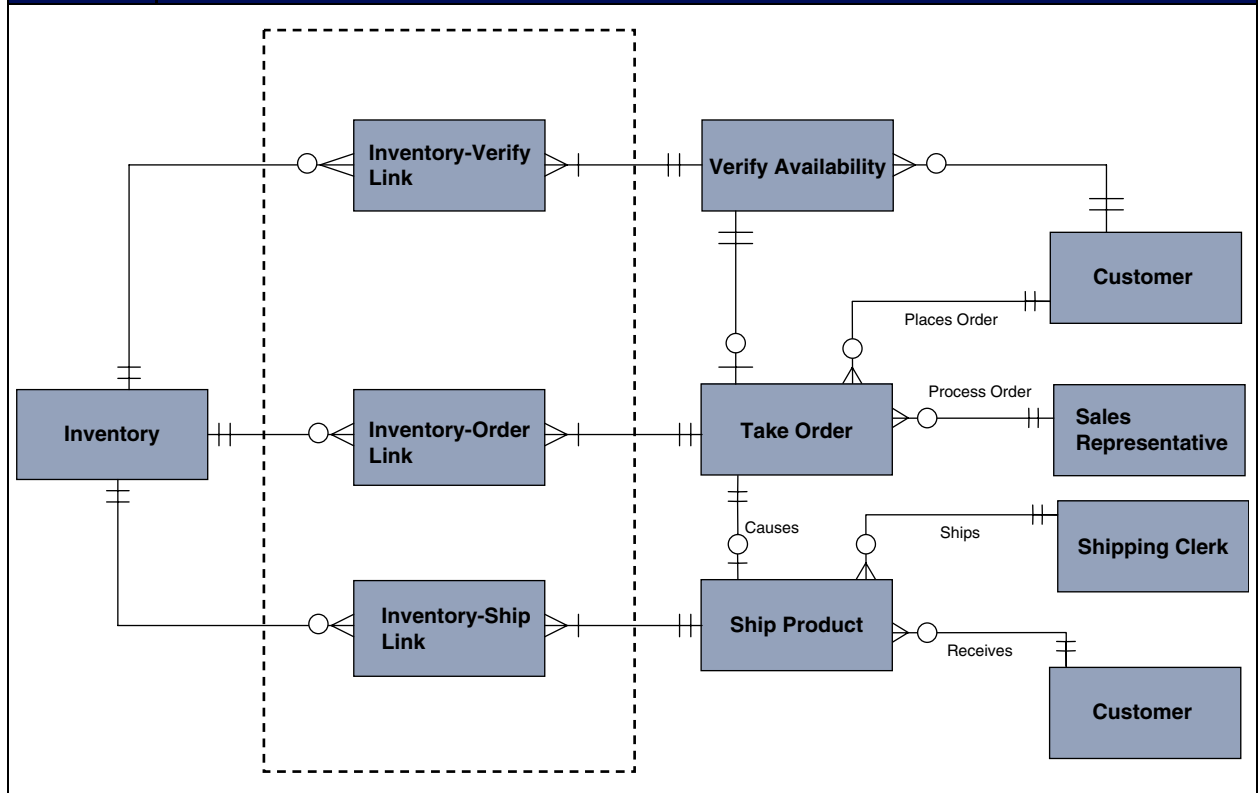 Inventory-Verify
Link
Verify Availability
Customer
Places Order
Inventory
Inventory-Order
Link
Take Order
Process Order
Sales
Representative
Causes
Ships
Shipping Clerk
Inventory-Ship
Link
Ship Product
Receives
Customer